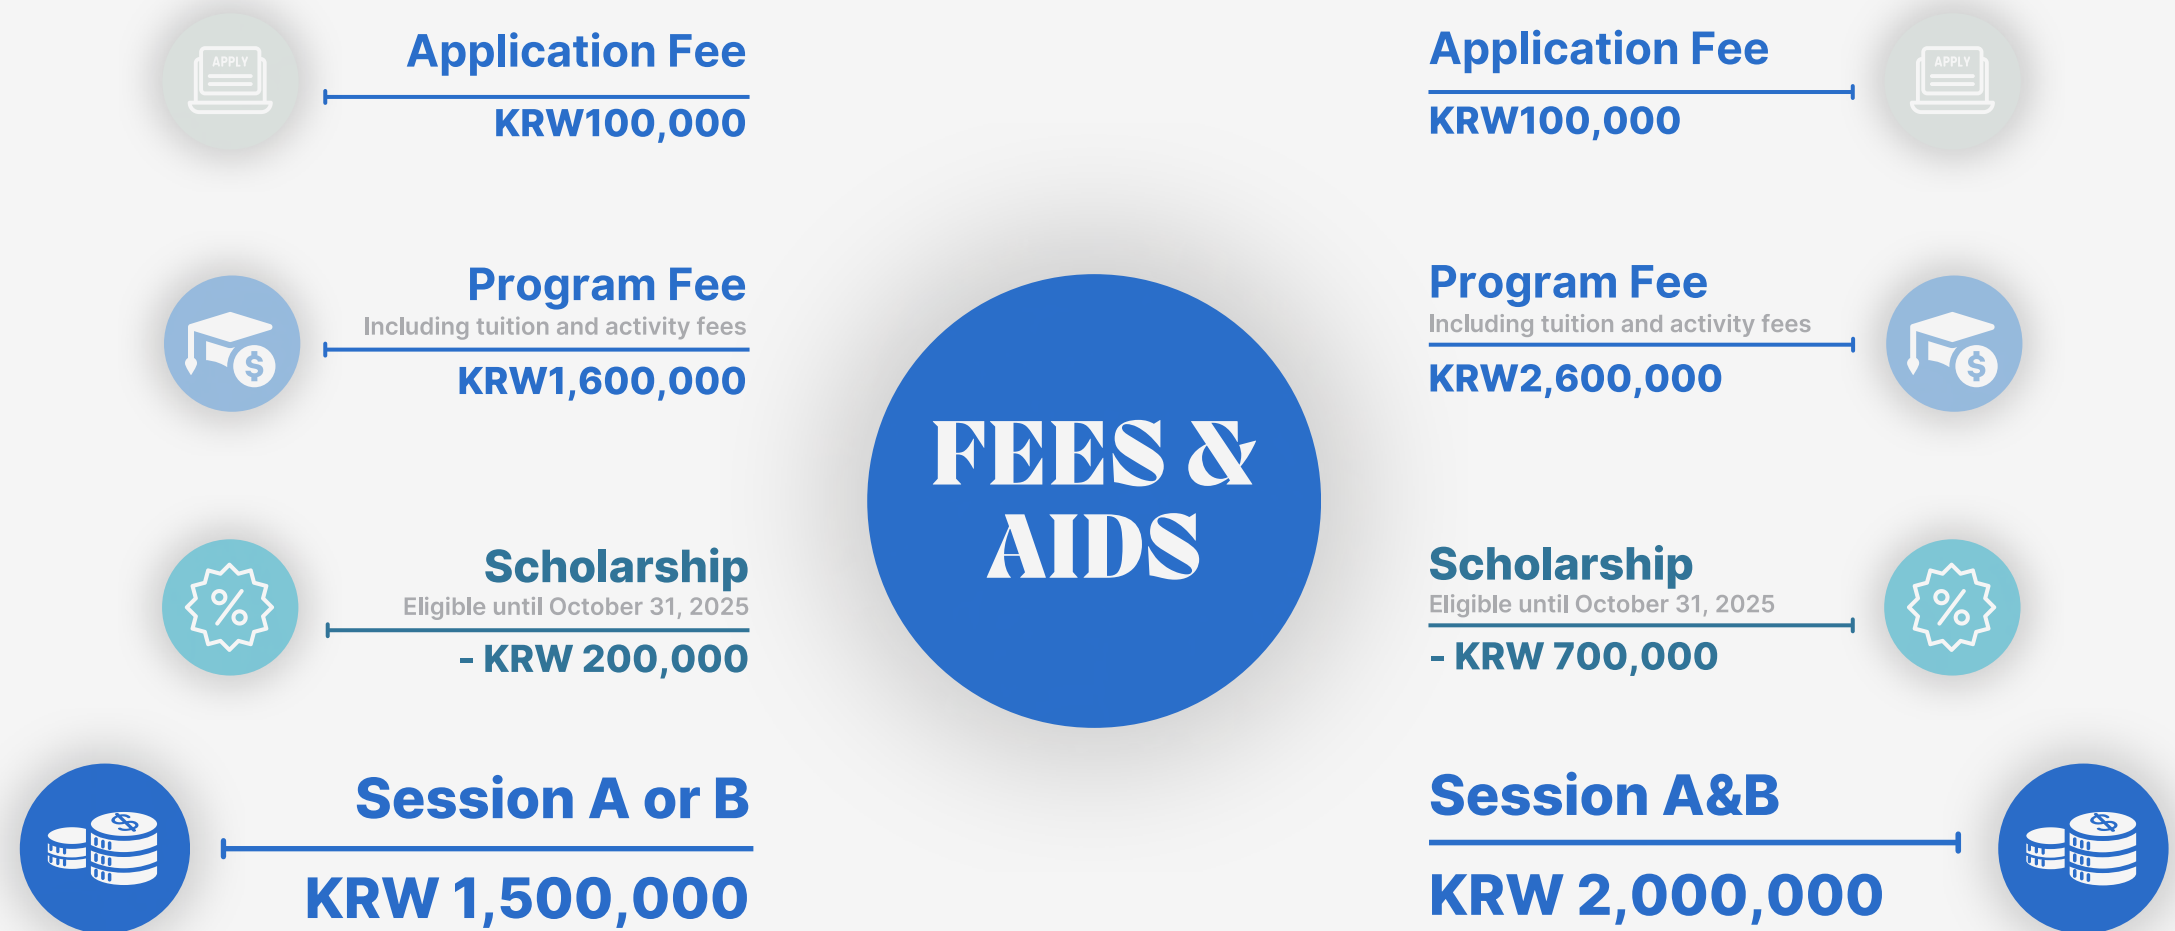 APPLY
Application Fee
KRW100,000
Program Fee
Including tuition and activity fees
KRW1,600,000
Scholarship
Eligible until October 31, 2025
- KRW 200,000
Session A or B
KRW 1,500,000
FEES &
AIDS
Application Fee
APPLY
KRW100,000
Program Fee
Including tuition and activity fees
KRW2,600,000
Scholarship
Eligible until October 31, 2025
- KRW 700,000
Session A&B
KRW 2,000,000